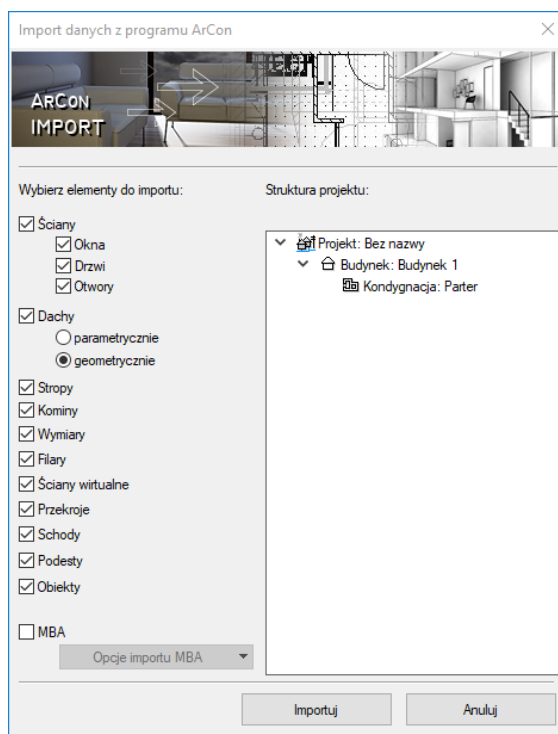 Import danych z programu ArCon
ARCON
IMPORT
Wybierz elementy do importu:
Struktura projektu:
Ściany
Okna
Drzwi
Otwory
Dachy
parametrycznie
geometrycznie
Stropy
Kominy
Wymiary
Filary
Ściany wirtualne
Przekroje
Schody
Podesty
Obiekty
MBA
Opcje importu MBA
Projekt: Bez nazwy
Budynek: Budynek 1
Kondygnacja: Parter
Importuj
Anuluj